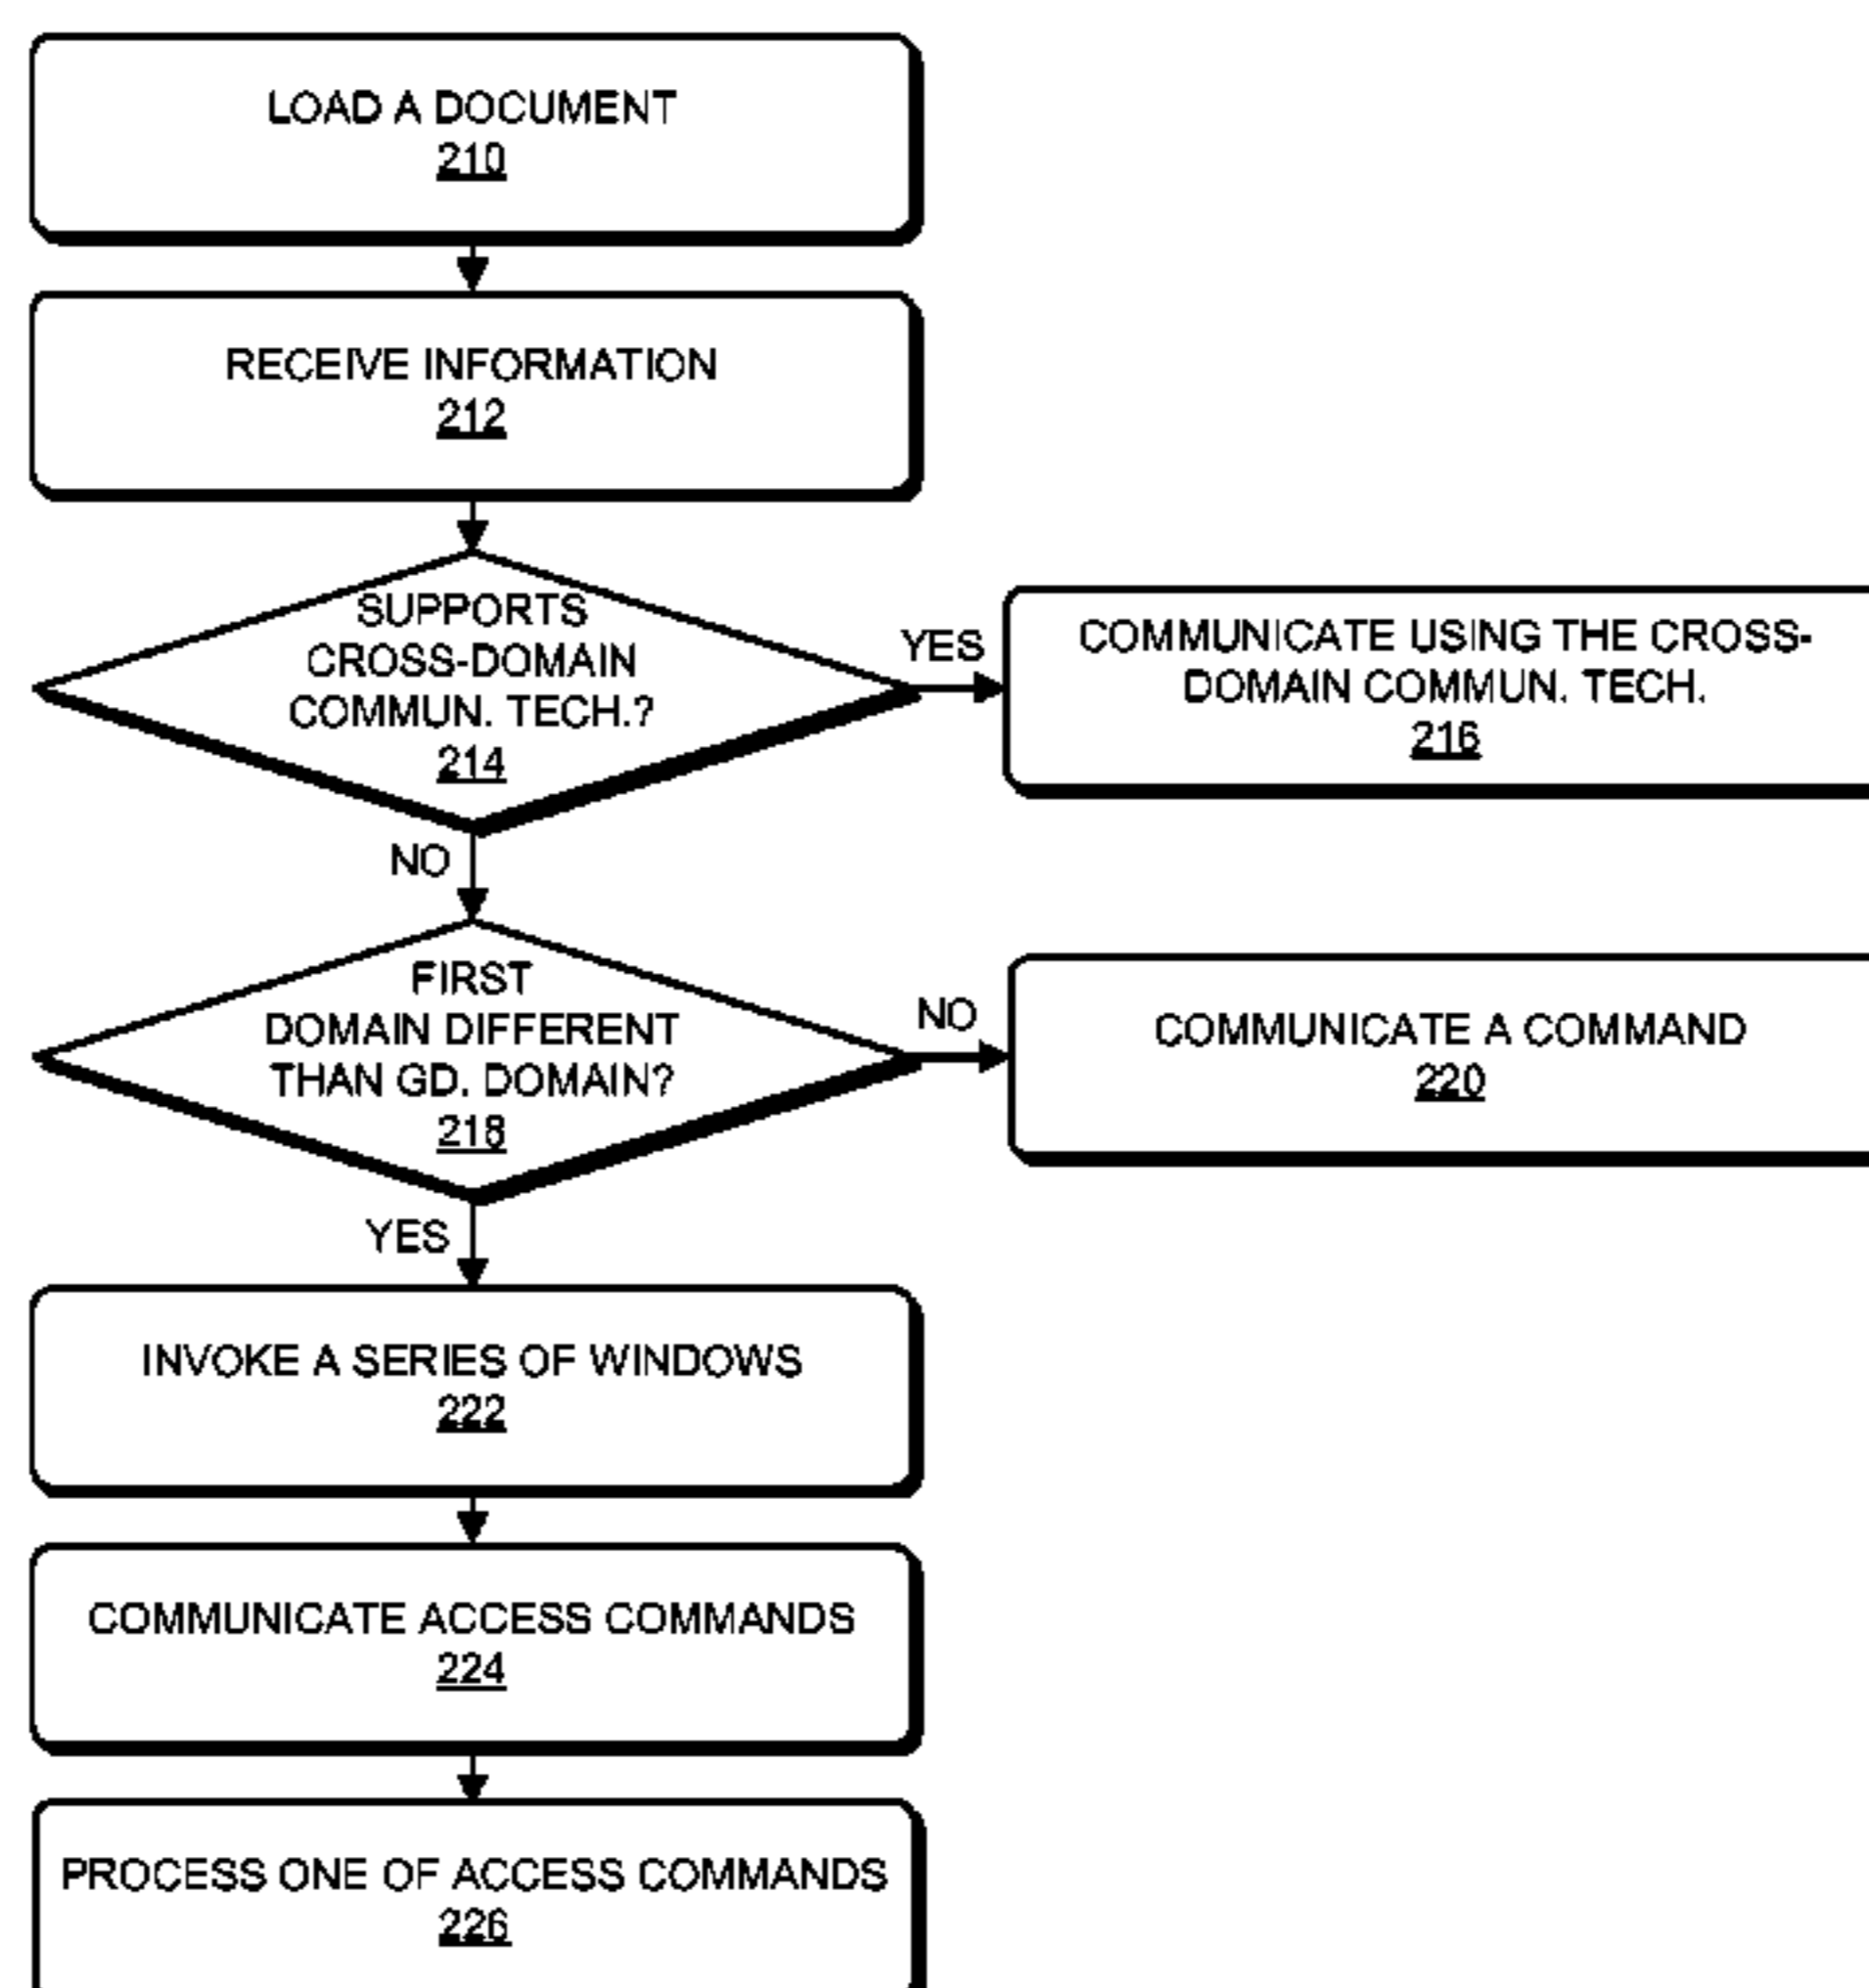 LOAD A DOCUMENT
210
RECEIVE INFORMATION
212
SUPPORTS
CROSS-DOMAIN
COMMUN. TECH.?
214
YES
COMMUNICATE USING THE CROSS-
DOMAIN COMMUN. TECH.
216
NO
FIRST
DOMAIN DIFFERENT
THAN GD. DOMAIN?
218
NO
COMMUNICATE A COMMAND
220
YES
INVOKE A SERIES OF WINDOWS
222
COMMUNICATE ACCESS COMMANDS
224
PROCESS ONE OF ACCESS COMMANDS
226